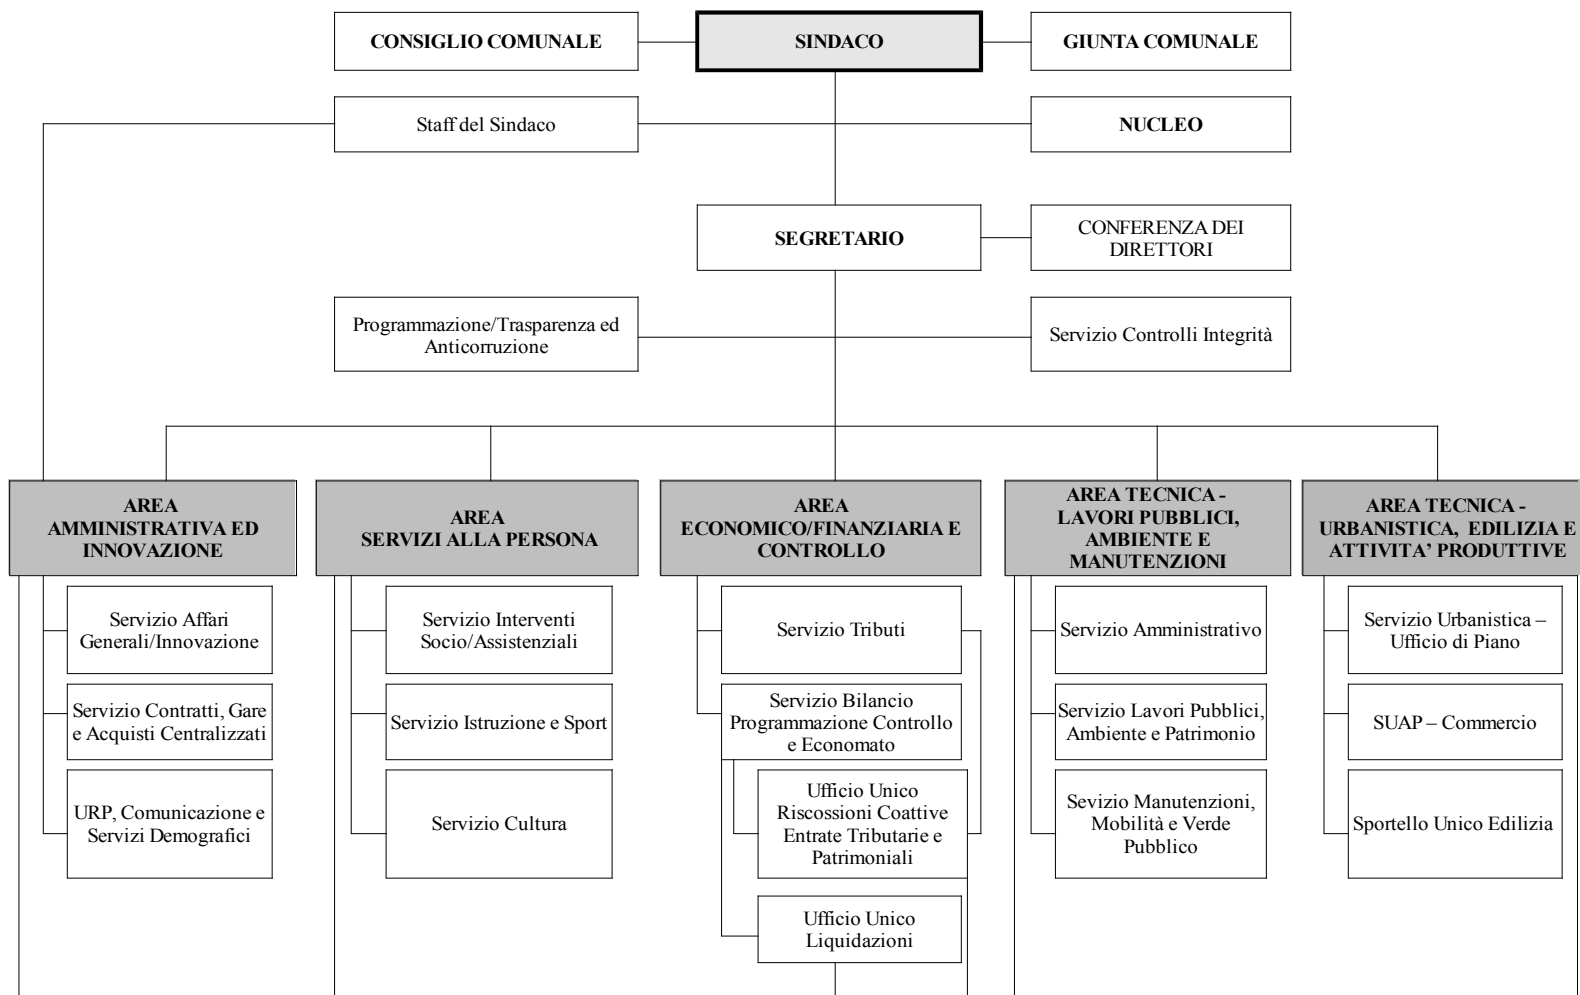 CONSIGLIO COMUNALE
SINDACO
GIUNTA COMUNALE
Staff del Sindaco
NUCLEO
SEGRETARIO
CONFERENZA DEI
DIRETTORI
Programmazione/Trasparenza ed
Anticorruzione
Servizio Controlli Integrità
AREA
AMMINISTRATIVA ED
INNOVAZIONE
AREA
SERVIZI ALLA PERSONA
AREA
ECONOMICO/FINANZIARIA E
CONTROLLO
AREA TECNICA -
LAVORI PUBBLICI,
AMBIENTE E
MANUTENZIONI
AREA TECNICA -
URBANISTICA, EDILIZIA E
ATTIVITA’ PRODUTTIVE
Servizio Affari
Generali/Innovazione
Servizio Interventi
Socio/Assistenziali
Servizio Tributi
Servizio Amministrativo
Servizio Urbanistica –
Ufficio di Piano
Servizio Contratti, Gare
e Acquisti Centralizzati
Servizio Istruzione e Sport
Servizio Bilancio
Programmazione Controllo
e Economato
Servizio Lavori Pubblici,
Ambiente e Patrimonio
SUAP – Commercio
URP, Comunicazione e
Servizi Demografici
Servizio Cultura
Ufficio Unico
Riscossioni Coattive
Entrate Tributarie e
Patrimoniali
Sevizio Manutenzioni,
Mobilità e Verde
Pubblico
Sportello Unico Edilizia
Ufficio Unico
Liquidazioni